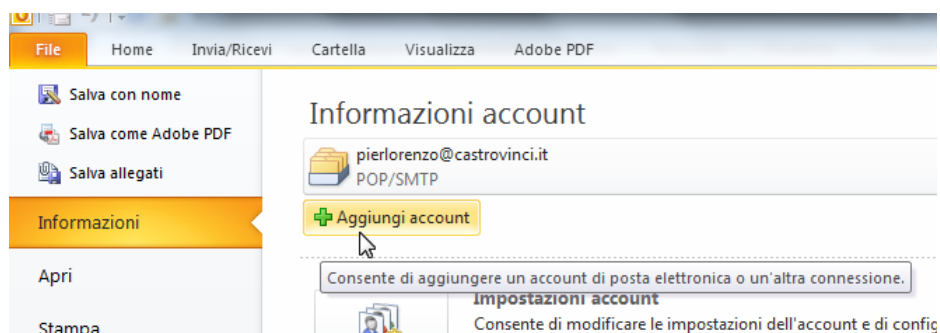 File Home Invia/Ricevi Cartella Visualizza Adobe PDF
Salva con nome
Salva come Adobe PDF
Salva allegati
Informazioni
Apri
Stampa
Informazioni account
pierlorenzo@castrovinci.it
POP/SMTP
Aggiungi account
Consente di aggiungere un account di posta elettronica o un'altra connessione.
Impostazioni account
Consente di modificare le impostazioni dell'account e di config